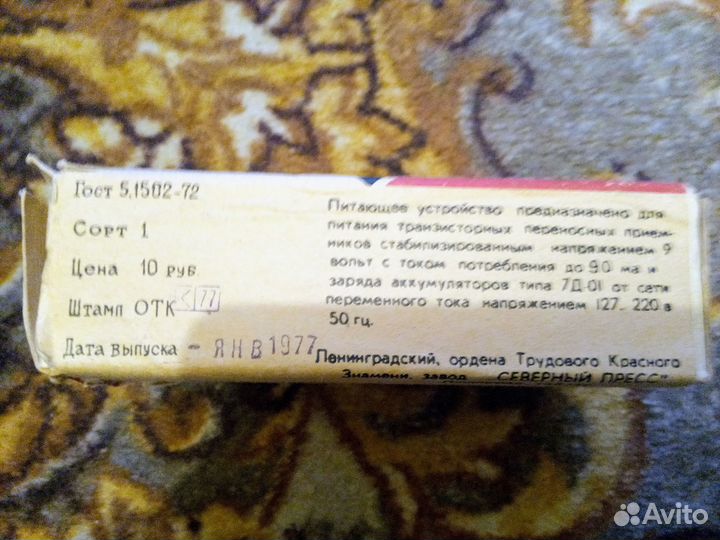 Гост 5.1502-72
Сорт 1
Цена 10 руб
Штамп ОТК 77
Дата выпуска - ЯНВ 1977
Питающее устройство предназначено для
питания транзисторных переносных прием-
ников стабилизированным напряжением 9
вольт с током потребления до 90 ма и
заряда аккумуляторов типа 7Д-01 от сети
переменного тока напряжением 127-220 в
50 гц.
Ленинградский, ордена Трудового Красного
Знамени, завод „СЕВЕРНЫЙ ПРЕСС"
Avito